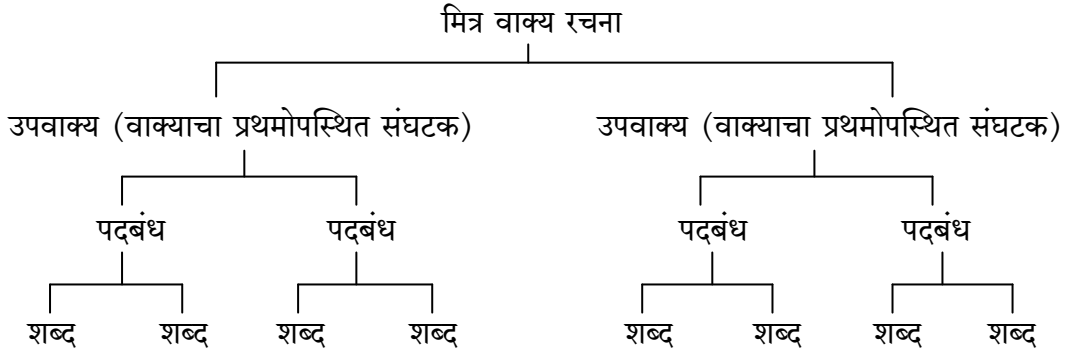 मित्र वाक्य रचना
उपवाक्य (वाक्याचा प्रथमोपस्थित संघटक) उपवाक्य (वाक्याचा प्रथमोपस्थित संघटक)
पदबंध पदबंध पदबंध पदबंध
शब्द शब्द शब्द शब्द शब्द शब्द शब्द शब्द